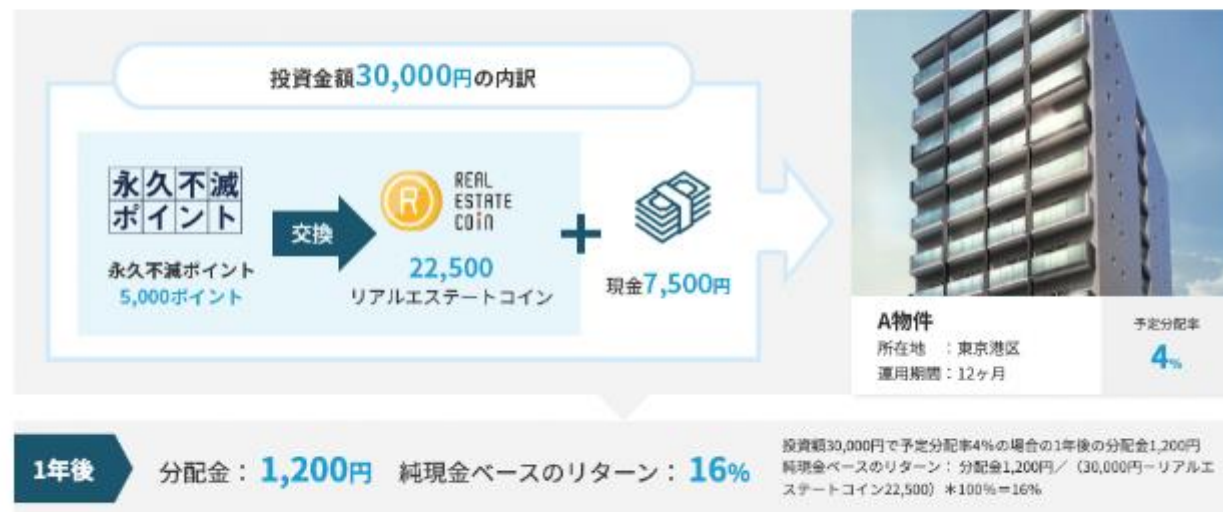 投資金額30,000円の内訳
永久不滅
ポイント
交換
R
REAL
ESTATE
COiN
+
永久不滅ポイント
5,000ポイント
22,500
リアルエステートコイン
現金7,500円
A物件
所在地　：東京港区
運用期間：12ヶ月
予定分配率
4%
1年後
分配金： 1,200円
純現金ベースのリターン： 16%
投資額30,000円で予定分配率4%の場合の1年後の分配金1,200円
純現金ベースのリターン： 分配金1,200円／（30,000円ーリアルエ
ステートコイン22,500）＊100%＝16%